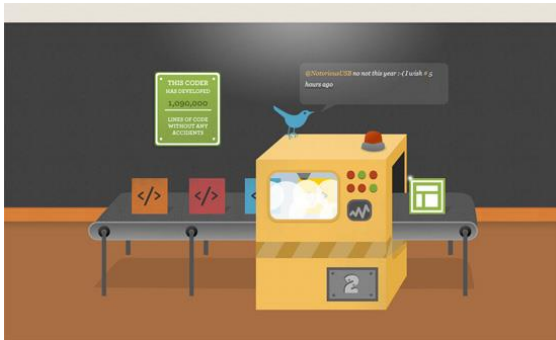 @NotoriousUSB no not this year :-( I wish # 5
hours ago
THIS CODER
HAS DEVELOPED
1,090,000
LINES OF CODE
WITHOUT ANY
ACCIDENTS
</> </> <
2